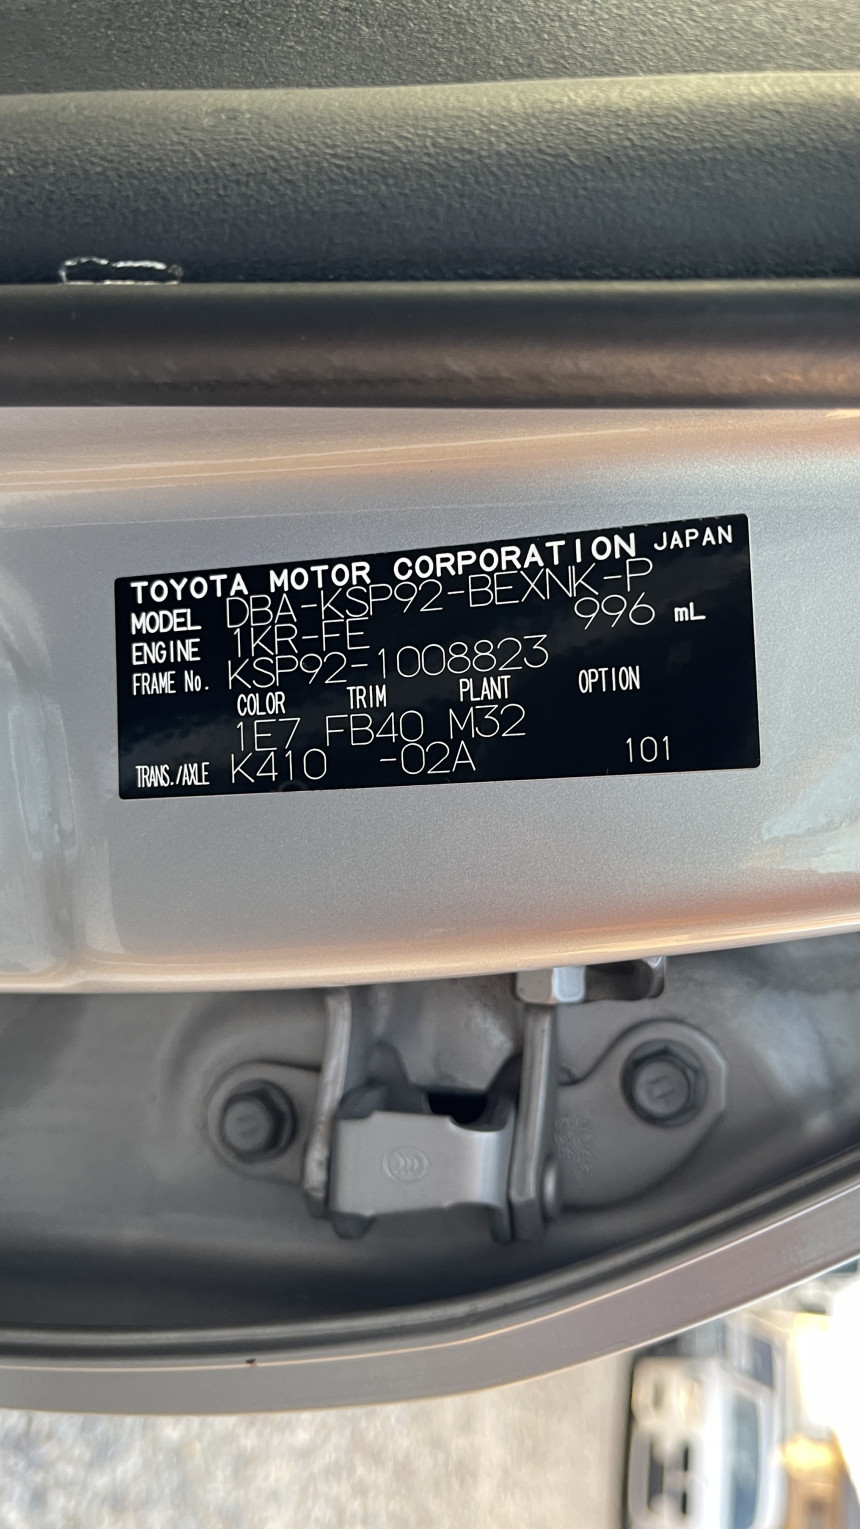 TOYOTA MOTOR CORPORATION JAPAN
MODEL DBA-KSP92-BEXNK-P
ENGINE 1KR-FE 996 mL
FRAME No. KSP92-1008823
COLOR TRIM PLANT OPTION
1E7 FB40 M32
TRANS./AXLE K410 -02A 101